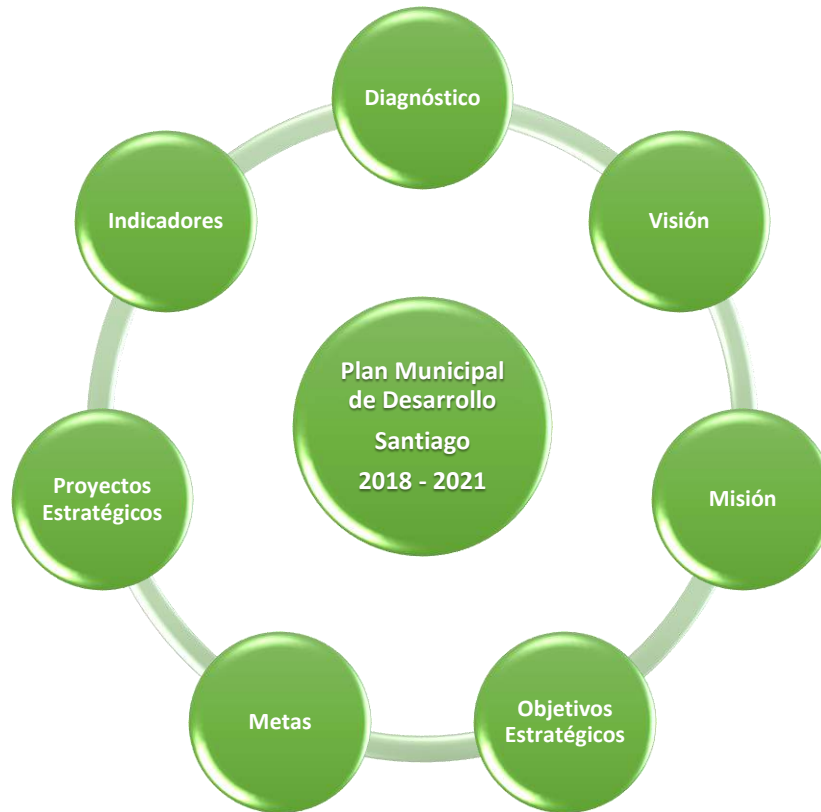 Diagnóstico
Visión
Misión
Objetivos
Estratégicos
Metas
Proyectos
Estratégicos
Indicadores
Plan Municipal
de Desarrollo
Santiago
2018 - 2021